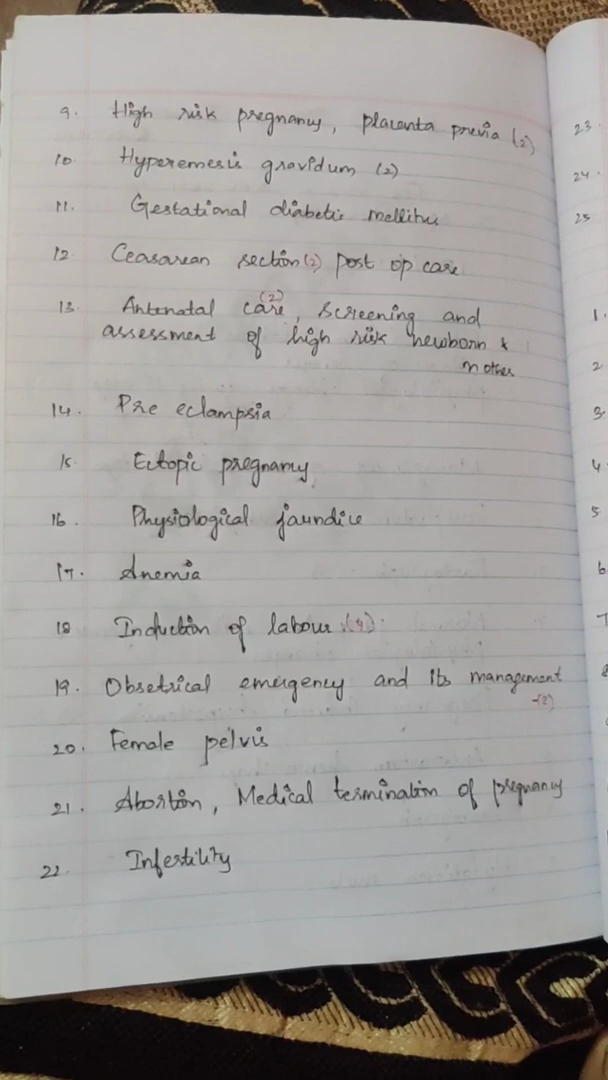 9. High risk pregnancy, placenta previa (2)
10 Hyperemesis gravidum (2)
11. Gestational diabetic mellitus
12 Ceasarean section (2) post op care
13. Antenatal care (2), screening and
assessment of high risk newborn &
mother
14. Pre eclampsia
15. Ectopic pregnancy
16. Physiological jaundice
17. Anemia
18 Induction of labour (4).
19. Obsetrical emergency and its management
-(2)
20. Female pelvis
21. Abortion, Medical termination of pregnancy
22. Infertility
23.
24.
25
1.
2
3.
4
5
6
7